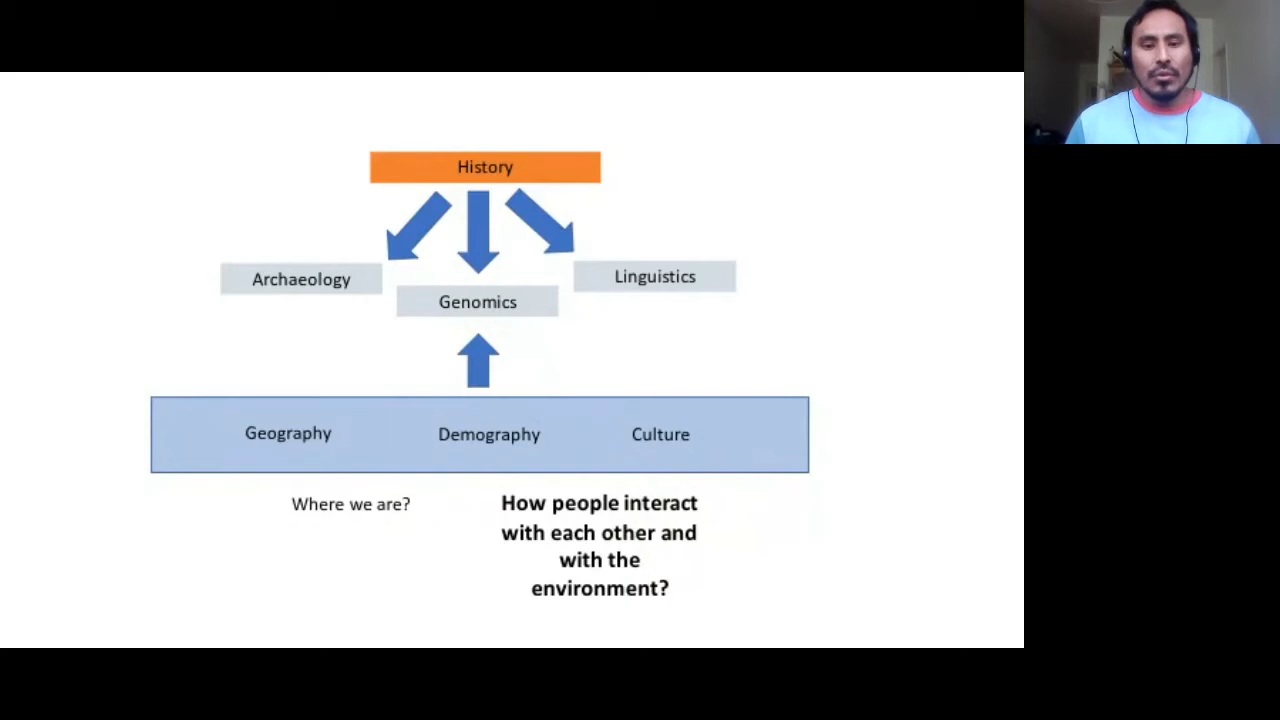 History
Archaeology
Linguistics
Genomics
Geography
Demography
Culture
Where we are?
How people interact
with each other and
with the
environment?